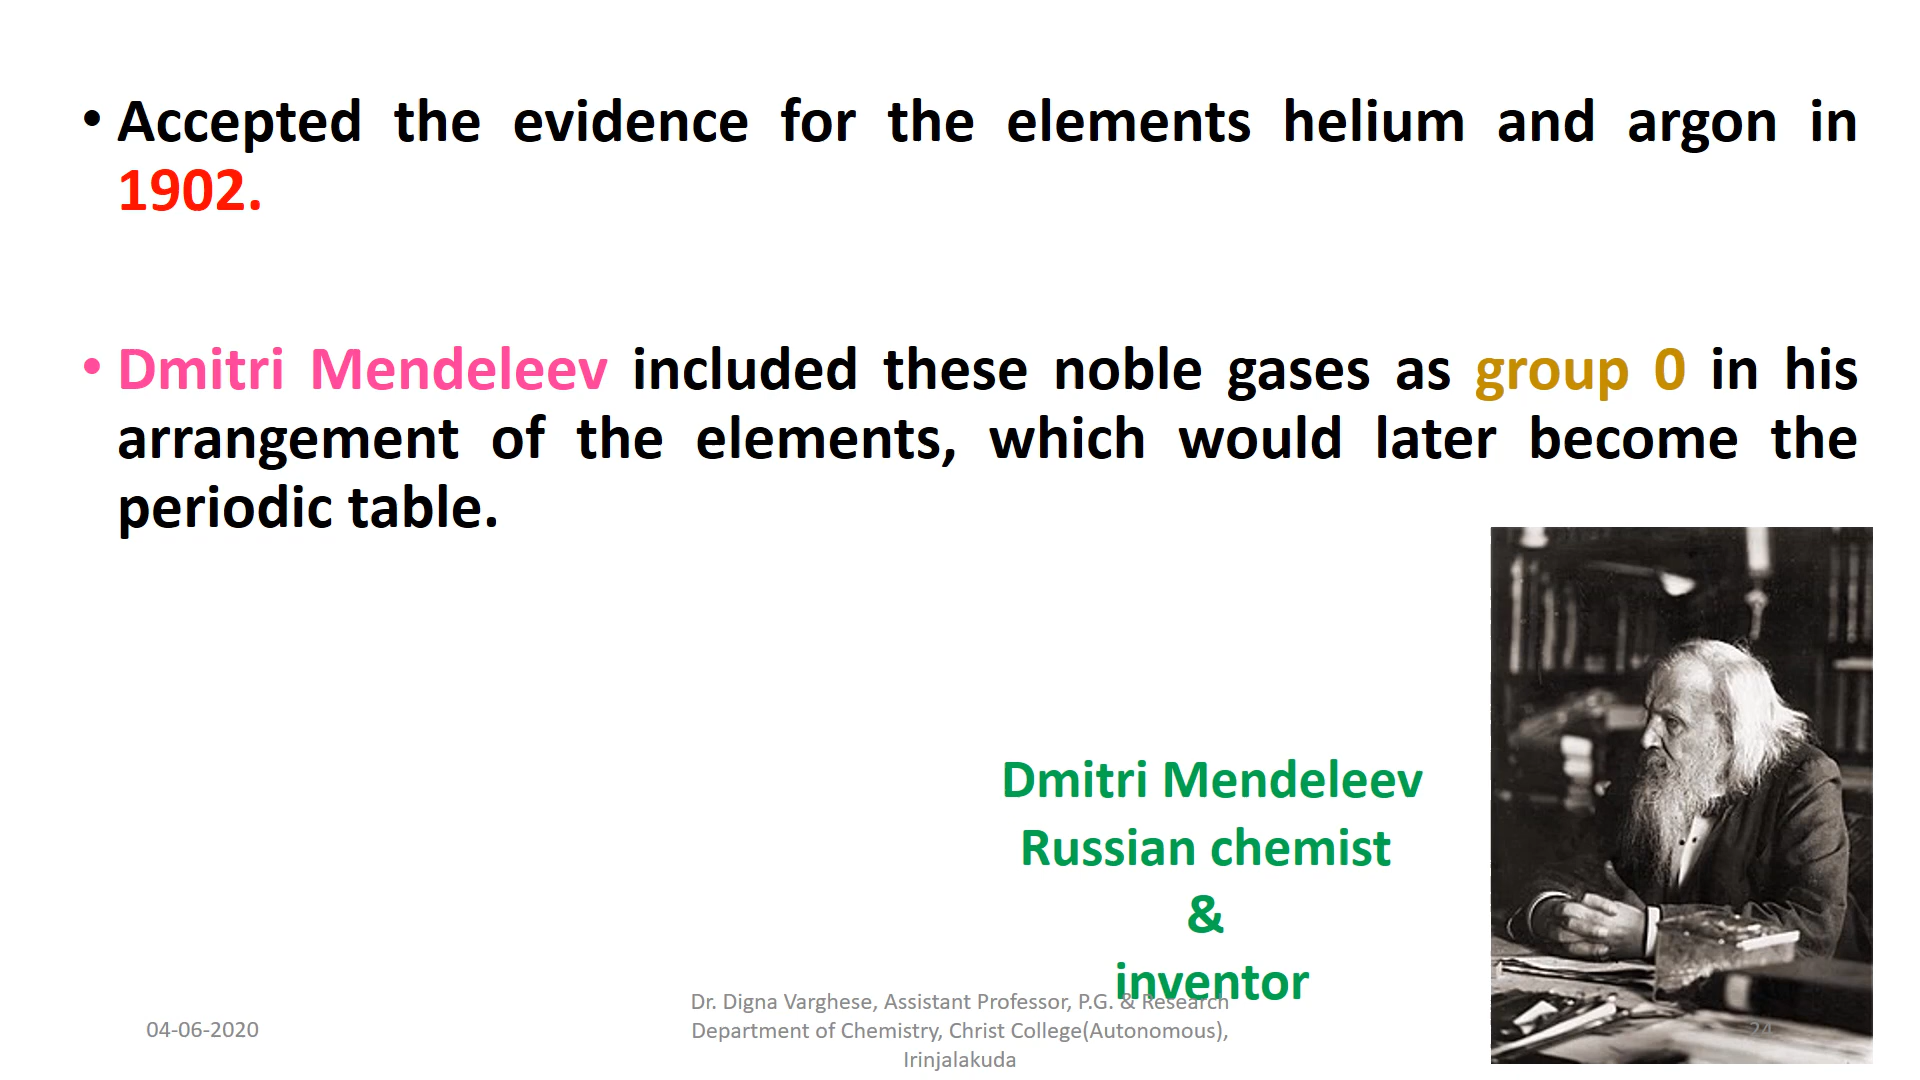 • Accepted the evidence for the elements helium and argon in
1902.
• Dmitri Mendeleev included these noble gases as group 0 in his
arrangement of the elements, which would later become the
periodic table.
Dmitri Mendeleev
Russian chemist
&
inventor
04-06-2020
Dr. Digna Varghese, Assistant Professor, P.G. & Research
Department of Chemistry, Christ College(Autonomous),
Irinjalakuda
24